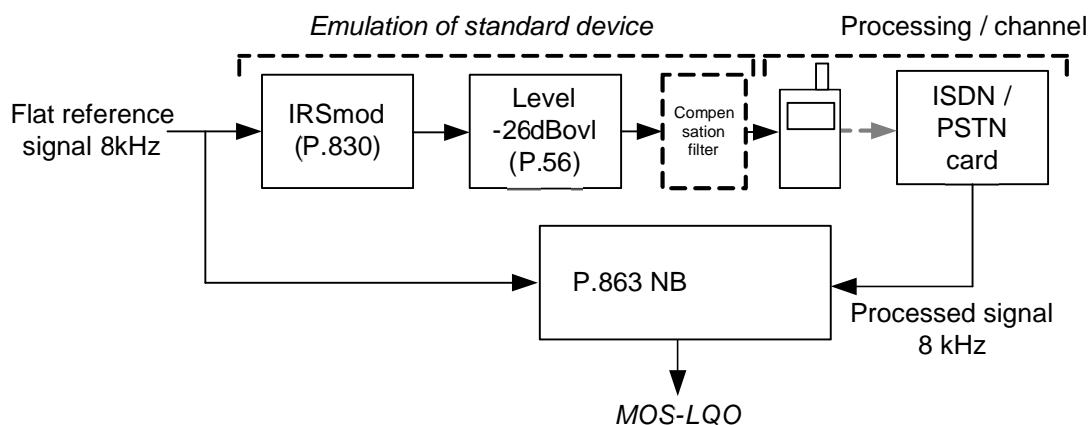 Emulation of standard device
Processing / channel
Flat reference
signal 8kHz
IRSmod
(P.830)
Level
-26dBovl
(P.56)
Compen
sation
filter
ISDN /
PSTN
card
P.863 NB
Processed signal
8 kHz
MOS-LQO